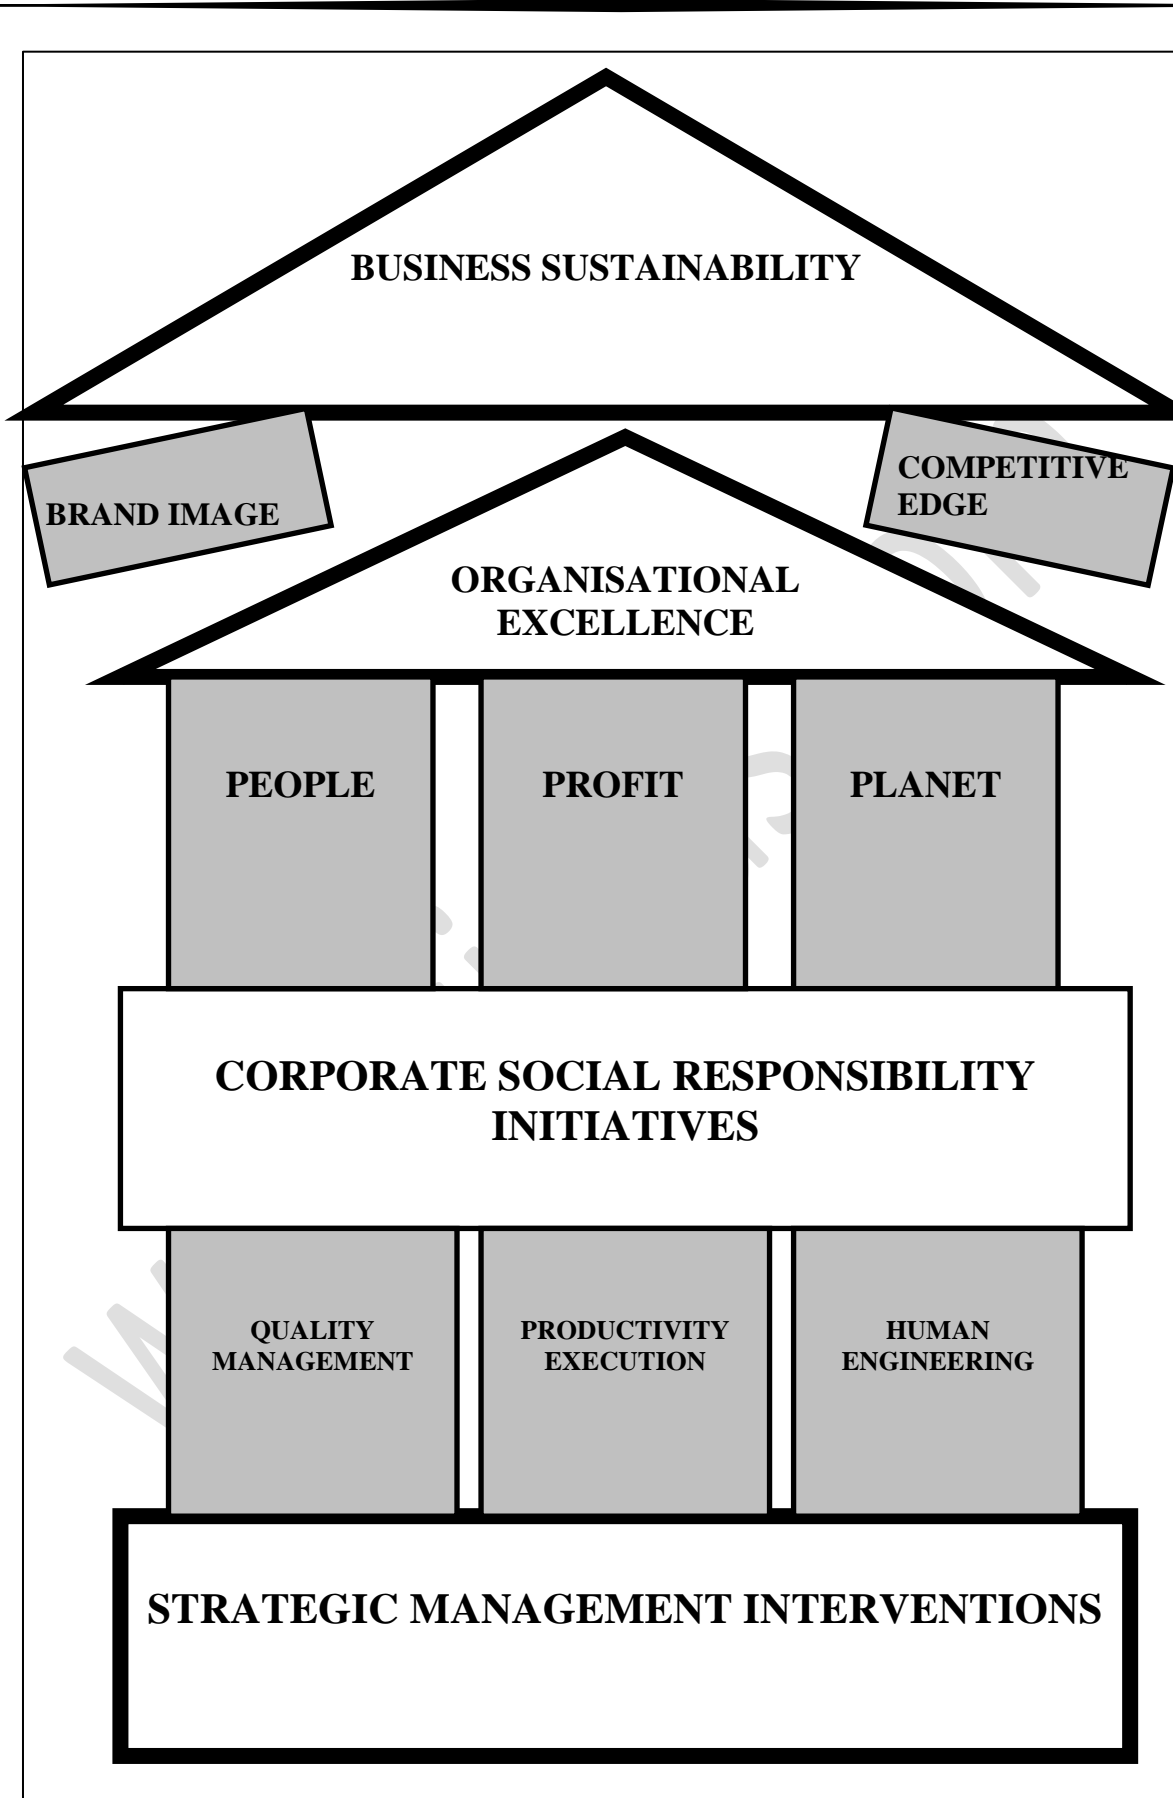 BUSINESS SUSTAINABILITY
BRAND IMAGE
COMPETITIVE
EDGE
ORGANISATIONAL
EXCELLENCE
PEOPLE
PROFIT
PLANET
CORPORATE SOCIAL RESPONSIBILITY
INITIATIVES
QUALITY
MANAGEMENT
PRODUCTIVITY
EXECUTION
HUMAN
ENGINEERING
STRATEGIC MANAGEMENT INTERVENTIONS